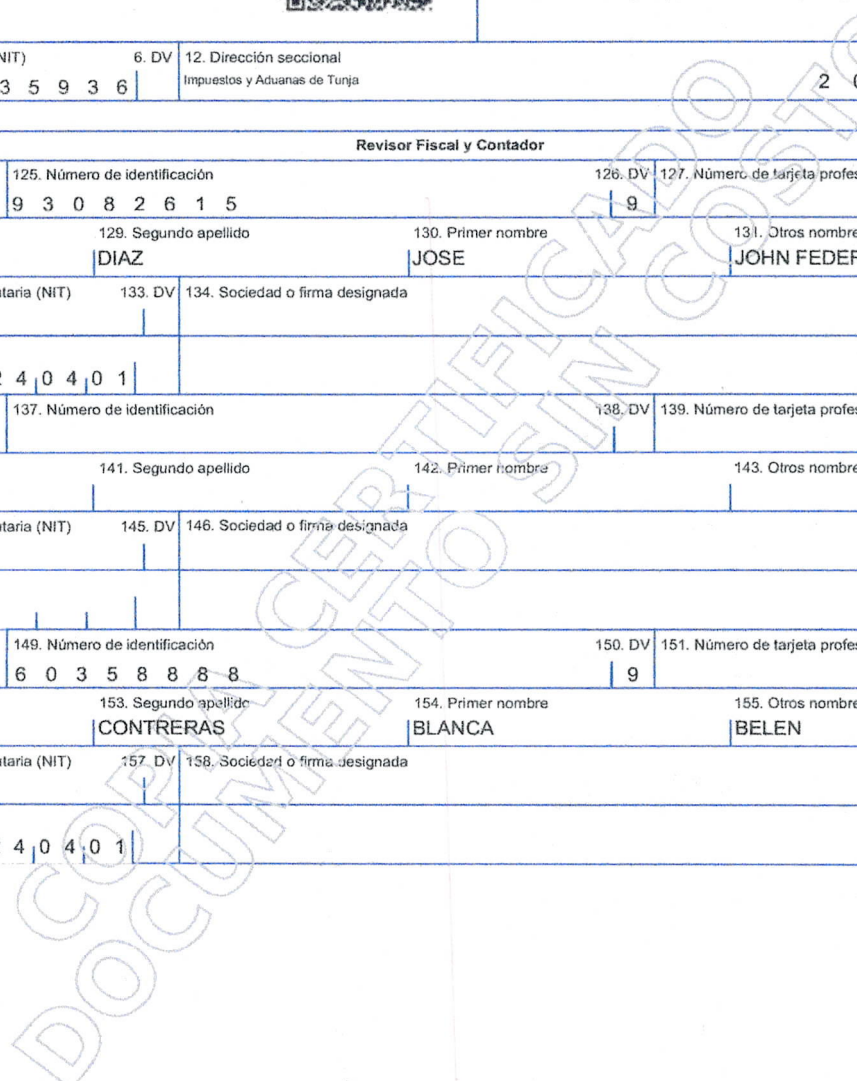 NIT) 6. DV 12. Dirección seccional
3 5 9 3 6 Impuestos y Aduanas de Tunja 2 0
Revisor Fiscal y Contador
125. Número de identificación 126. DV 127. Número de tarjeta profes
9 3 0 8 2 6 1 5 9
129. Segundo apellido 130. Primer nombre 131. Otros nombre
DIAZ JOSE JOHN FEDER
utaria (NIT) 133. DV 134. Sociedad o firma designada
2 4 0 4 0 1
137. Número de identificación 138. DV 139. Número de tarjeta profes
141. Segundo apellido 142. Primer nombre 143. Otros nombre
utaria (NIT) 145. DV 146. Sociedad o firma designada
149. Número de identificación 150. DV 151. Número de tarjeta profes
6 0 3 5 8 8 8 8 9
153. Segundo apellido 154. Primer nombre 155. Otros nombre
CONTRERAS BLANCA BELEN
utaria (NIT) 157. DV 158. Sociedad o firma designada
4 0 4 0 1
COPIA CERTIFICADO
DOCUMENTO SIN COSTO